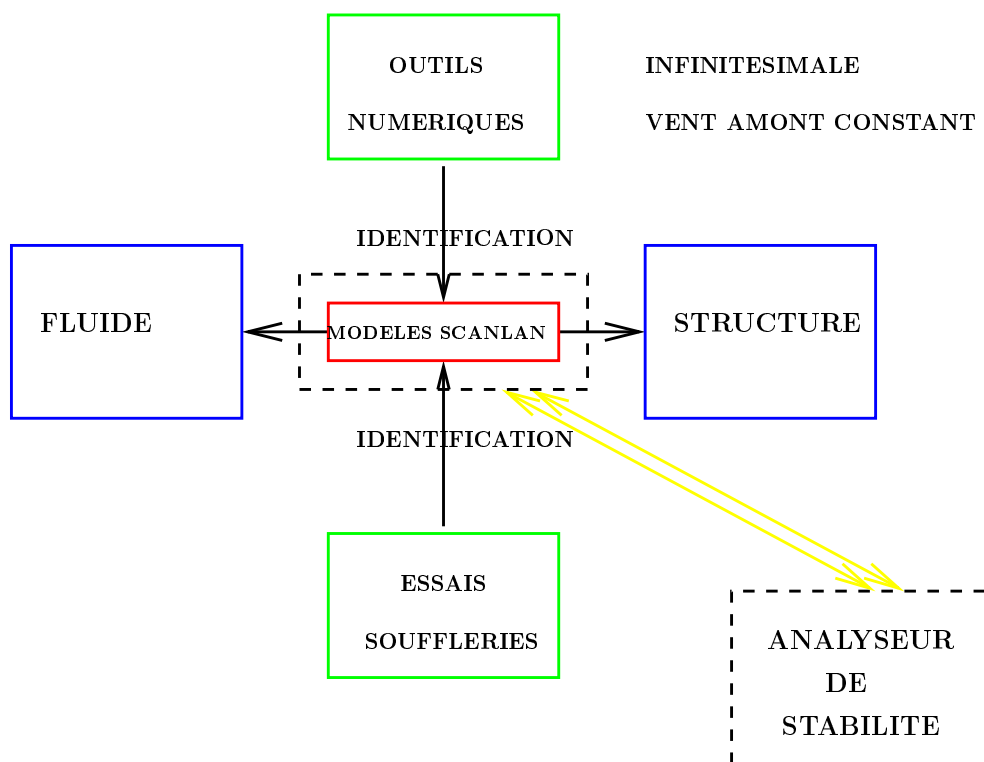 OUTILS
NUMERIQUES
INFINITESIMALE
VENT AMONT CONSTANT
IDENTIFICATION
FLUIDE
MODELES SCANLAN
STRUCTURE
IDENTIFICATION
ESSAIS
SOUFFLERIES
ANALYSEUR
DE
STABILITE